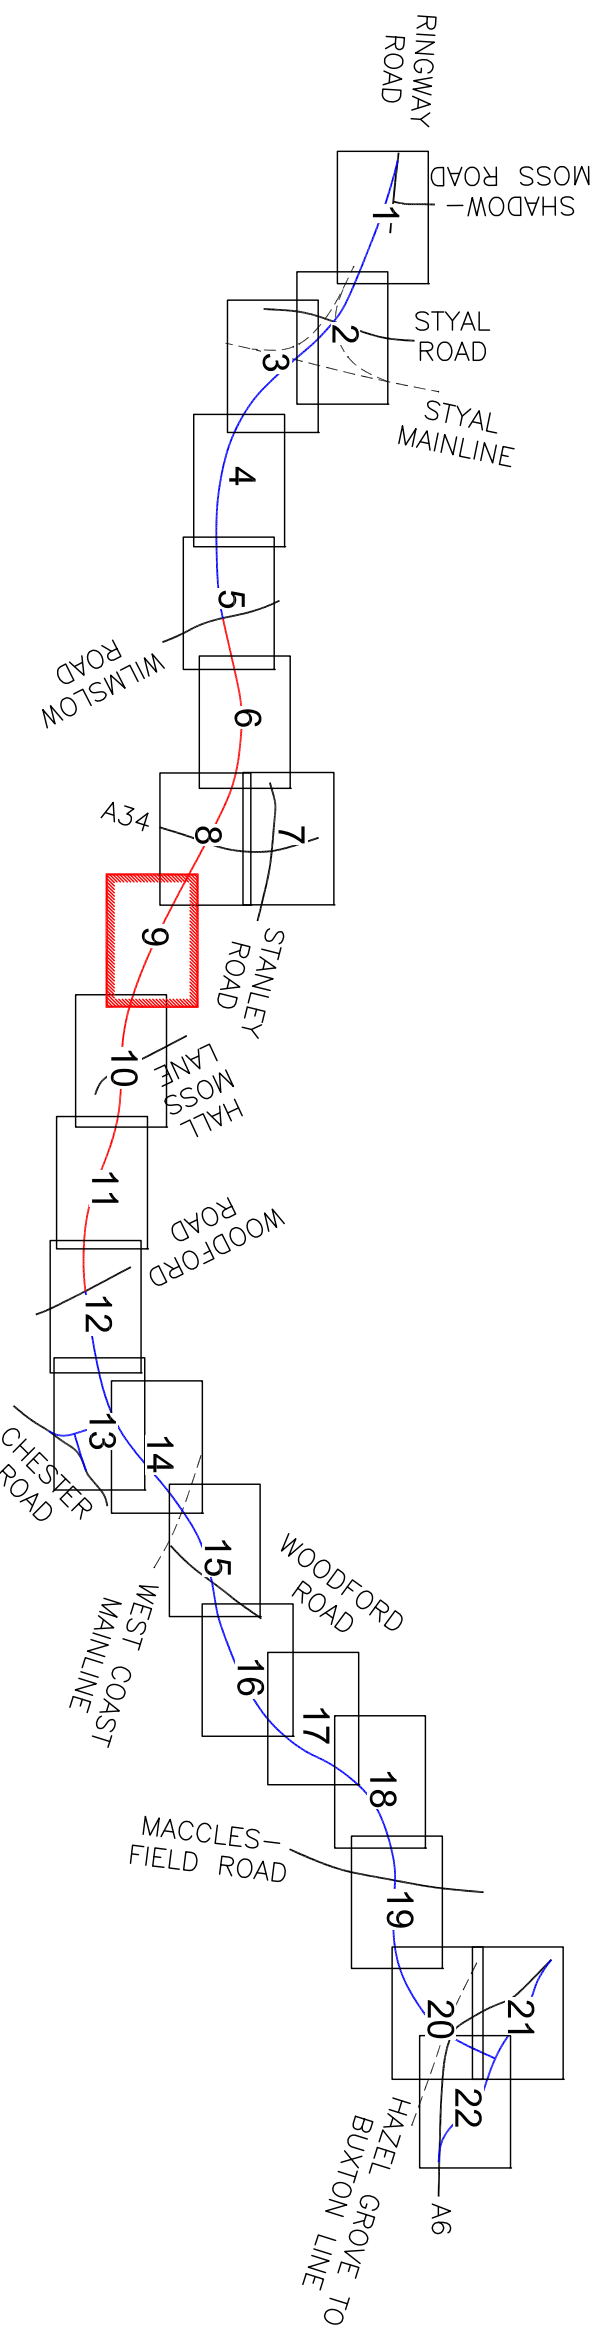 RINGWAY
ROAD
SHADOW-
MOSS ROAD
1
2
STYAL
ROAD
3
STYAL
MAINLINE
4
5
WILMSLOW
ROAD
6
A34
8
7
9
STANLEY
ROAD
10
HALL
MOSS
LANE
11
WOODFORD
ROAD
12
13
14
CHESTER
ROAD
15
WOODFORD
ROAD
WEST COAST
MAINLINE
16
17
18
MACCLES-
FIELD ROAD
19
20
21
22
HAZEL GROVE TO
BUXTON LINE
A6